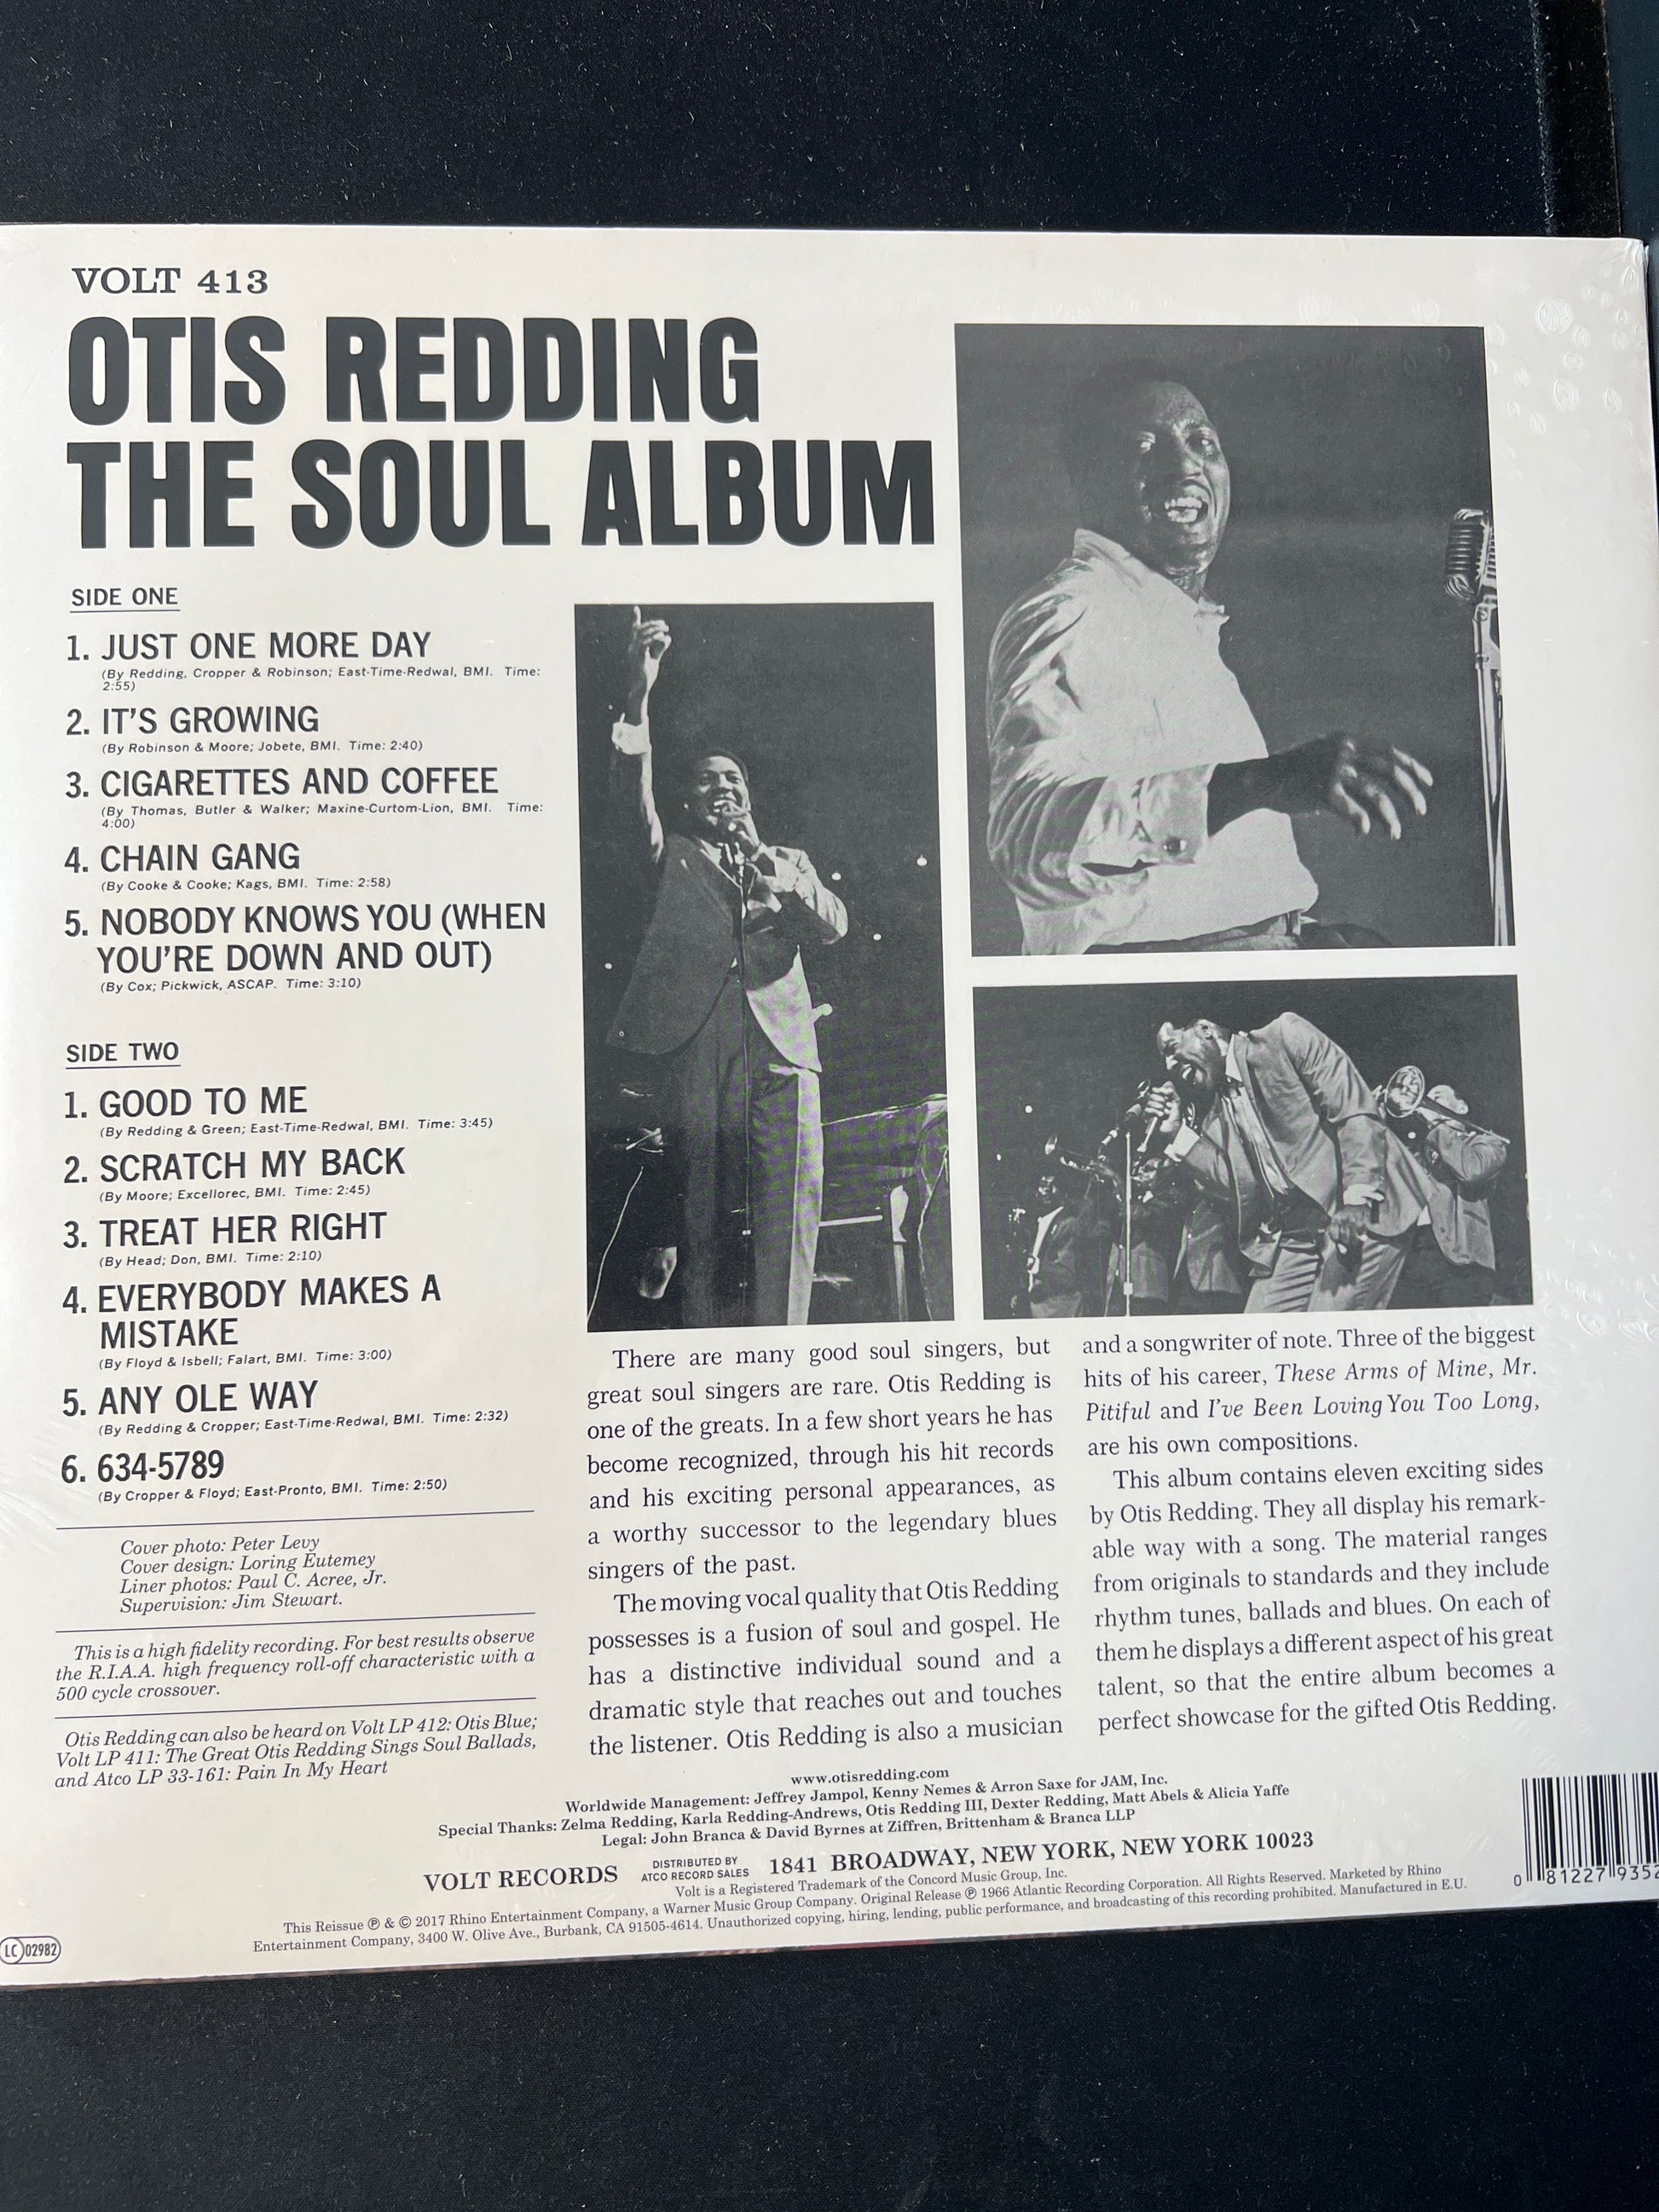 VOLT 413
OTIS REDDING
THE SOUL ALBUM
SIDE ONE
1. JUST ONE MORE DAY
(By Redding, Cropper & Robinson; East-Time-Redwal, BMI. Time:
2:55)
2. IT'S GROWING
(By Robinson & Moore; Jobete, BMI. Time: 2:40)
3. CIGARETTES AND COFFEE
(By Thomas, Butler & Walker; Maxine-Curtom-Lion, BMI. Time:
4:00)
4. CHAIN GANG
(By Cooke & Cooke; Kags, BMI. Time: 2:58)
5. NOBODY KNOWS YOU (WHEN
YOU'RE DOWN AND OUT)
(By Cox; Pickwick, ASCAP. Time: 3:10)
SIDE TWO
1. GOOD TO ME
(By Redding & Green; East-Time-Redwal, BMI. Time: 3:45)
2. SCRATCH MY BACK
(By Moore; Excellorec, BMI. Time: 2:45)
3. TREAT HER RIGHT
(By Head; Don, BMI. Time: 2:10)
4. EVERYBODY MAKES A
MISTAKE
(By Floyd & Isbell; Falart, BMI. Time: 3:00)
5. ANY OLE WAY
(By Redding & Cropper; East-Time-Redwal, BMI. Time: 2:32)
6. 634-5789
(By Cropper & Floyd; East-Pronto, BMI. Time: 2:50)
Cover photo: Peter Levy
Cover design: Loring Eutemey
Liner photos: Paul C. Acree, Jr.
Supervision: Jim Stewart.
This is a high fidelity recording. For best results observe
the R.I.A.A. high frequency roll-off characteristic with a
500 cycle crossover.
Otis Redding can also be heard on Volt LP 412: Otis Blue;
Volt LP 411: The Great Otis Redding Sings Soul Ballads,
and Atco LP 33-161: Pain In My Heart
There are many good soul singers, but
great soul singers are rare. Otis Redding is
one of the greats. In a few short years he has
become recognized, through his hit records
and his exciting personal appearances, as
a worthy successor to the legendary blues
singers of the past.
The moving vocal quality that Otis Redding
possesses is a fusion of soul and gospel. He
has a distinctive individual sound and a
dramatic style that reaches out and touches
the listener. Otis Redding is also a musician
and a songwriter of note. Three of the biggest
hits of his career, These Arms of Mine, Mr.
Pitiful and I've Been Loving You Too Long,
are his own compositions.
This album contains eleven exciting sides
by Otis Redding. They all display his remark-
able way with a song. The material ranges
from originals to standards and they include
rhythm tunes, ballads and blues. On each of
them he displays a different aspect of his great
talent, so that the entire album becomes a
perfect showcase for the gifted Otis Redding.
www.otisredding.com
Worldwide Management: Jeffrey Jampol, Kenny Nemes & Arron Saxe for JAM, Inc.
Special Thanks: Zelma Redding, Karla Redding-Andrews, Otis Redding III, Dexter Redding, Matt Abels & Alicia Yaffe
Legal: John Branca & David Byrnes at Ziffren, Brittenham & Branca LLP
VOLT RECORDS DISTRIBUTED BY ATCO RECORD SALES 1841 BROADWAY, NEW YORK, NEW YORK 10023
Volt is a Registered Trademark of the Concord Music Group, Inc.
This Reissue ℗ & © 2017 Rhino Entertainment Company, a Warner Music Group Company. Original Release ℗ 1966 Atlantic Recording Corporation. All Rights Reserved. Marketed by Rhino
Entertainment Company, 3400 W. Olive Ave., Burbank, CA 91505-4614. Unauthorized copying, hiring, lending, public performance, and broadcasting of this recording prohibited. Manufactured in E.U.
LC 02982
0 81227 9352